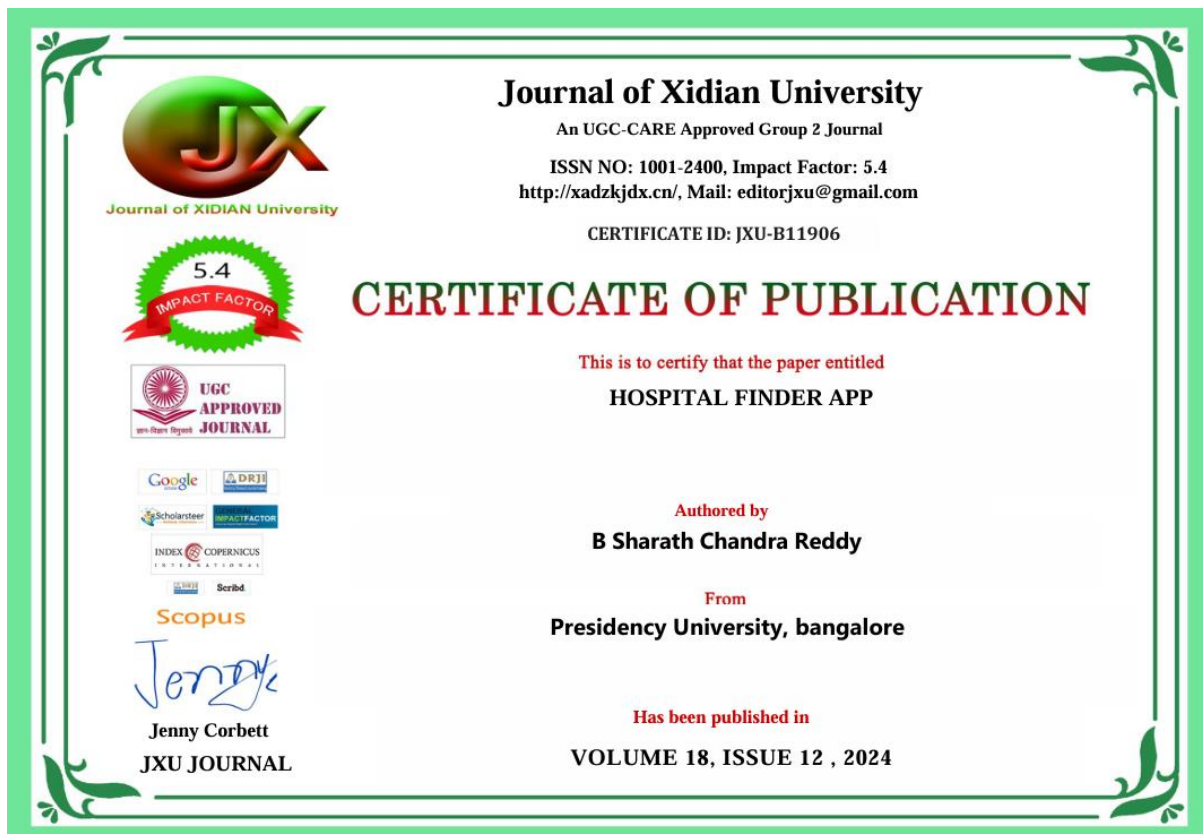 JX
Journal of XIDIAN University
Journal of Xidian University
An UGC-CARE Approved Group 2 Journal
ISSN NO: 1001-2400, Impact Factor: 5.4
http://xadzkjdx.cn/, Mail: editorjxu@gmail.com
CERTIFICATE ID: JXU-B11906
5.4
IMPACT FACTOR
CERTIFICATE OF PUBLICATION
This is to certify that the paper entitled
HOSPITAL FINDER APP
UGC
APPROVED
JOURNAL
ज्ञान-विज्ञान विमुक्तये
Google
DRJI
Scholarsteer
GENERAL
IMPACTFACTOR
INDEX COPERNICUS
INTERNATIONAL
Scribd
Scopus
Authored by
B Sharath Chandra Reddy
From
Presidency University, bangalore
Jenny
Jenny Corbett
JXU JOURNAL
Has been published in
VOLUME 18, ISSUE 12 , 2024